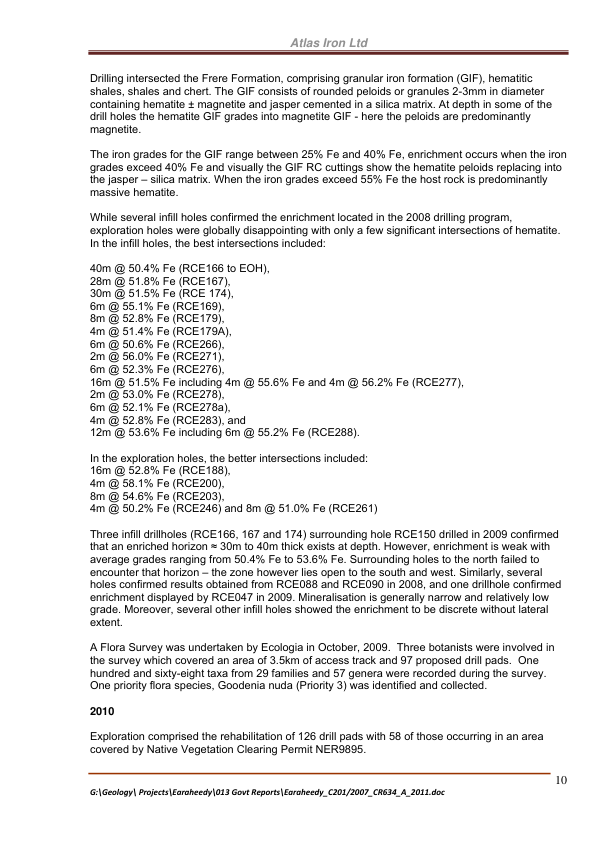 Atlas Iron Ltd
Drilling intersected the Frere Formation, comprising granular iron formation (GIF), hematitic
shales, shales and chert. The GIF consists of rounded peloids or granules 2-3mm in diameter
containing hematite ± magnetite and jasper cemented in a silica matrix. At depth in some of the
drill holes the hematite GIF grades into magnetite GIF - here the peloids are predominantly
magnetite.
The iron grades for the GIF range between 25% Fe and 40% Fe, enrichment occurs when the iron
grades exceed 40% Fe and visually the GIF RC cuttings show the hematite peloids replacing into
the jasper – silica matrix. When the iron grades exceed 55% Fe the host rock is predominantly
massive hematite.
While several infill holes confirmed the enrichment located in the 2008 drilling program,
exploration holes were globally disappointing with only a few significant intersections of hematite.
In the infill holes, the best intersections included:
40m @ 50.4% Fe (RCE166 to EOH),
28m @ 51.8% Fe (RCE167),
30m @ 51.5% Fe (RCE 174),
6m @ 55.1% Fe (RCE169),
8m @ 52.8% Fe (RCE179),
4m @ 51.4% Fe (RCE179A),
6m @ 50.6% Fe (RCE266),
2m @ 56.0% Fe (RCE271),
6m @ 52.3% Fe (RCE276),
16m @ 51.5% Fe including 4m @ 55.6% Fe and 4m @ 56.2% Fe (RCE277),
2m @ 53.0% Fe (RCE278),
6m @ 52.1% Fe (RCE278a),
4m @ 52.8% Fe (RCE283), and
12m @ 53.6% Fe including 6m @ 55.2% Fe (RCE288).
In the exploration holes, the better intersections included:
16m @ 52.8% Fe (RCE188),
4m @ 58.1% Fe (RCE200),
8m @ 54.6% Fe (RCE203),
4m @ 50.2% Fe (RCE246) and 8m @ 51.0% Fe (RCE261)
Three infill drillholes (RCE166, 167 and 174) surrounding hole RCE150 drilled in 2009 confirmed
that an enriched horizon ≈ 30m to 40m thick exists at depth. However, enrichment is weak with
average grades ranging from 50.4% Fe to 53.6% Fe. Surrounding holes to the north failed to
encounter that horizon – the zone however lies open to the south and west. Similarly, several
holes confirmed results obtained from RCE088 and RCE090 in 2008, and one drillhole confirmed
enrichment displayed by RCE047 in 2009. Mineralisation is generally narrow and relatively low
grade. Moreover, several other infill holes showed the enrichment to be discrete without lateral
extent.
A Flora Survey was undertaken by Ecologia in October, 2009.  Three botanists were involved in
the survey which covered an area of 3.5km of access track and 97 proposed drill pads.  One
hundred and sixty-eight taxa from 29 families and 57 genera were recorded during the survey.
One priority flora species, Goodenia nuda (Priority 3) was identified and collected.
2010
Exploration comprised the rehabilitation of 126 drill pads with 58 of those occurring in an area
covered by Native Vegetation Clearing Permit NER9895.
10
G:\Geology\ Projects\Earaheedy\013 Govt Reports\Earaheedy_C201/2007_CR634_A_2011.doc